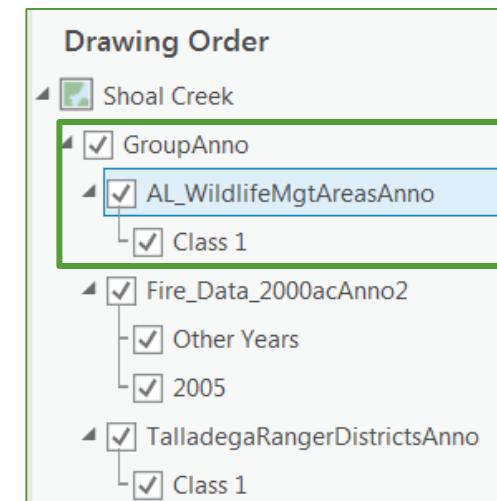 Drawing Order
Shoal Creek
GroupAnno
AL_WildlifeMgtAreasAnno
Class 1
Fire_Data_2000acAnno2
Other Years
2005
TalladegaRangerDistrictsAnno
Class 1